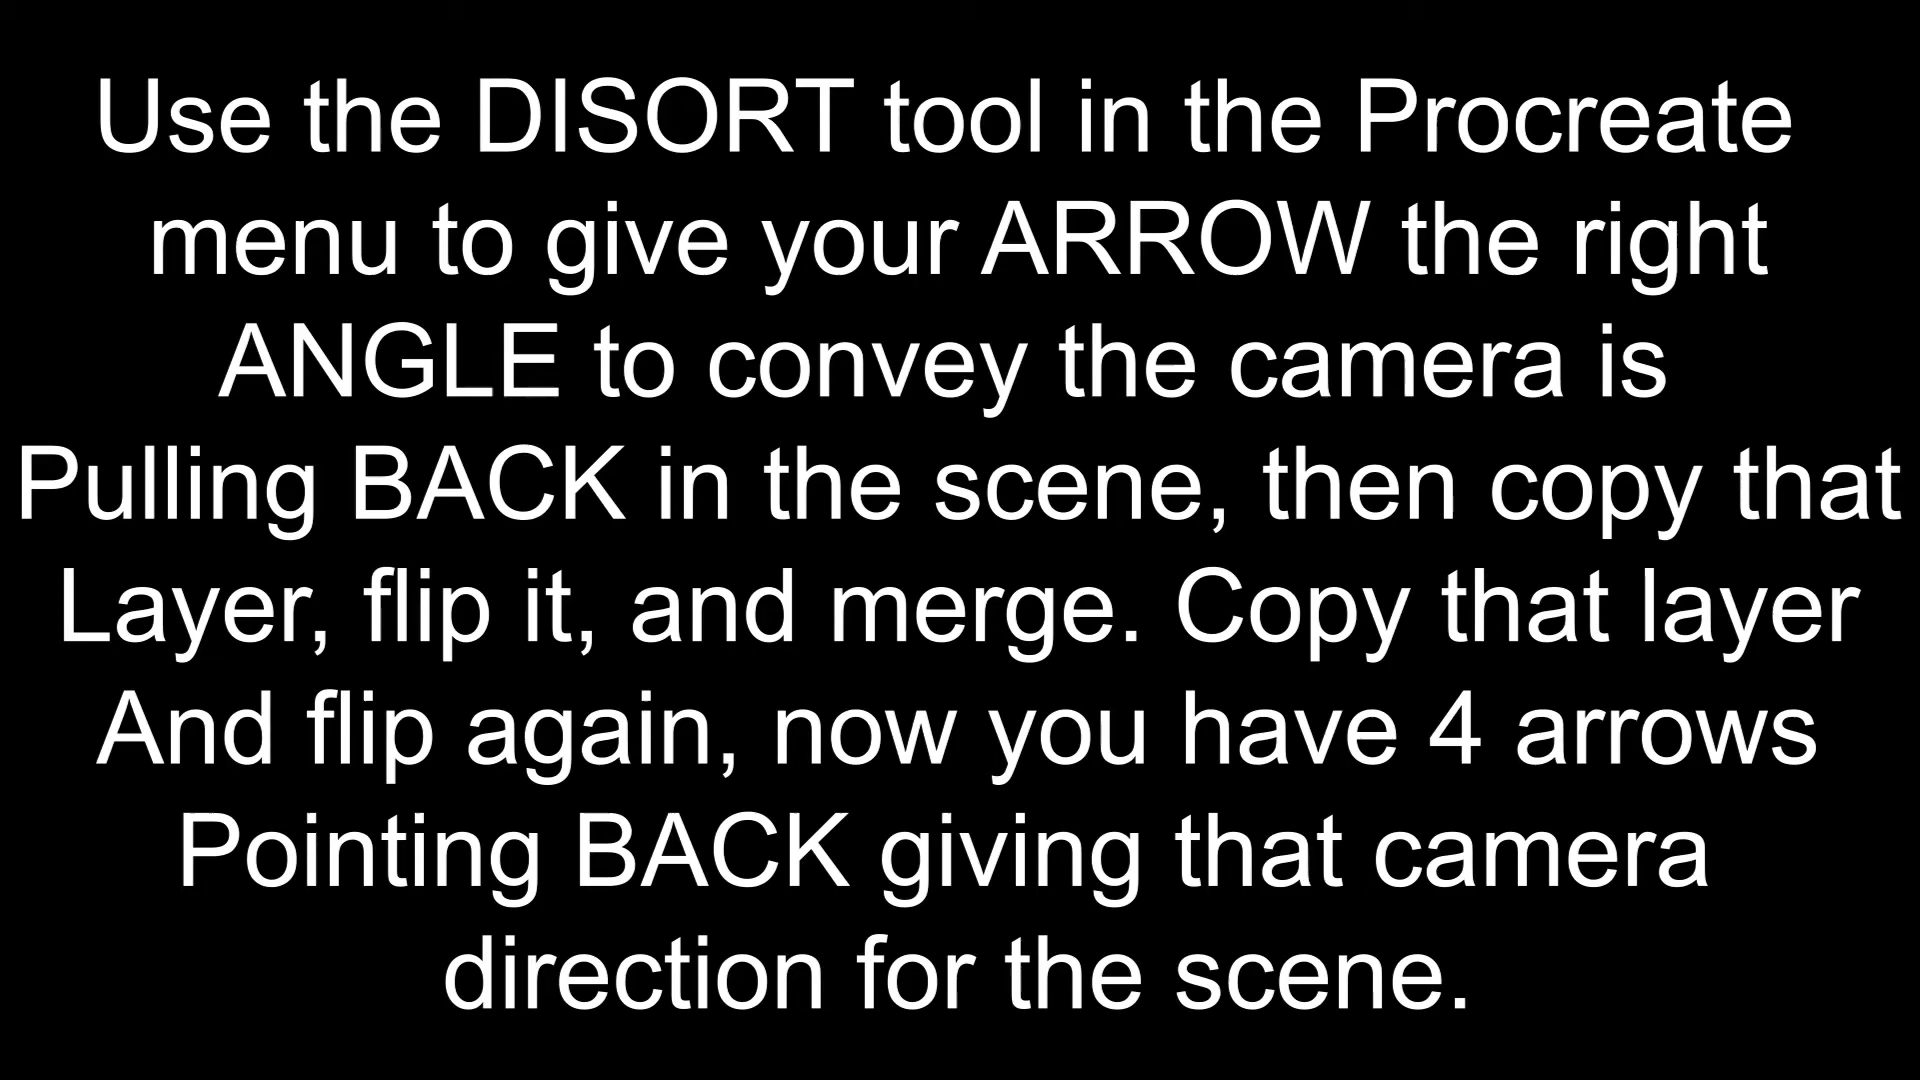 Use the DISORT tool in the Procreate
menu to give your ARROW the right
ANGLE to convey the camera is
Pulling BACK in the scene, then copy that
Layer, flip it, and merge. Copy that layer
And flip again, now you have 4 arrows
Pointing BACK giving that camera
direction for the scene.